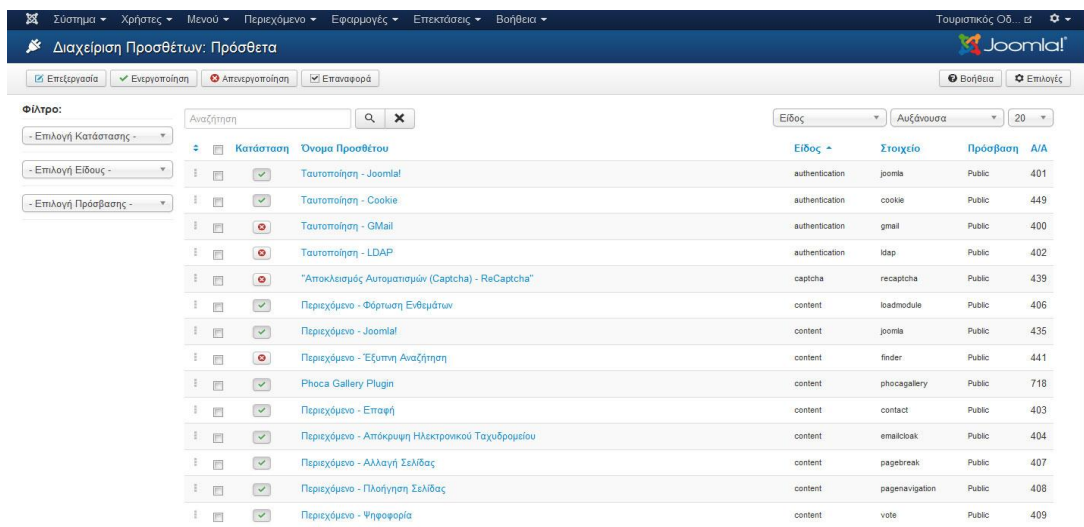 Σύστημα Χρήστες Μενού Περιεχόμενο Εφαρμογές Επεκτάσεις Βοήθεια Τουριστικός Οδ...
Διαχείριση Προσθέτων: Πρόσθετα Joomla!
Επεξεργασία Ενεργοποίηση Απενεργοποίηση Επαναφορά Βοήθεια Επιλογές
Φίλτρο:
- Επιλογή Κατάστασης -
- Επιλογή Είδους -
- Επιλογή Πρόσβασης -
Αναζήτηση Είδος Αυξάνουσα 20
Κατάσταση Όνομα Προσθέτου Είδος Στοιχείο Πρόσβαση Α/Α
Ταυτοποίηση - Joomla! authentication joomla Public 401
Ταυτοποίηση - Cookie authentication cookie Public 449
Ταυτοποίηση - GMail authentication gmail Public 400
Ταυτοποίηση - LDAP authentication ldap Public 402
"Αποκλεισμός Αυτοματισμών (Captcha) - ReCaptcha" captcha recaptcha Public 439
Περιεχόμενο - Φόρτωση Ενθεμάτων content loadmodule Public 406
Περιεχόμενο - Joomla! content joomla Public 435
Περιεχόμενο - Έξυπνη Αναζήτηση content finder Public 441
Phoca Gallery Plugin content phocagallery Public 718
Περιεχόμενο - Επαφή content contact Public 403
Περιεχόμενο - Απόκρυψη Ηλεκτρονικού Ταχυδρομείου content emailcloak Public 404
Περιεχόμενο - Αλλαγή Σελίδας content pagebreak Public 407
Περιεχόμενο - Πλοήγηση Σελίδας content pagenavigation Public 408
Περιεχόμενο - Ψηφοφορία content vote Public 409